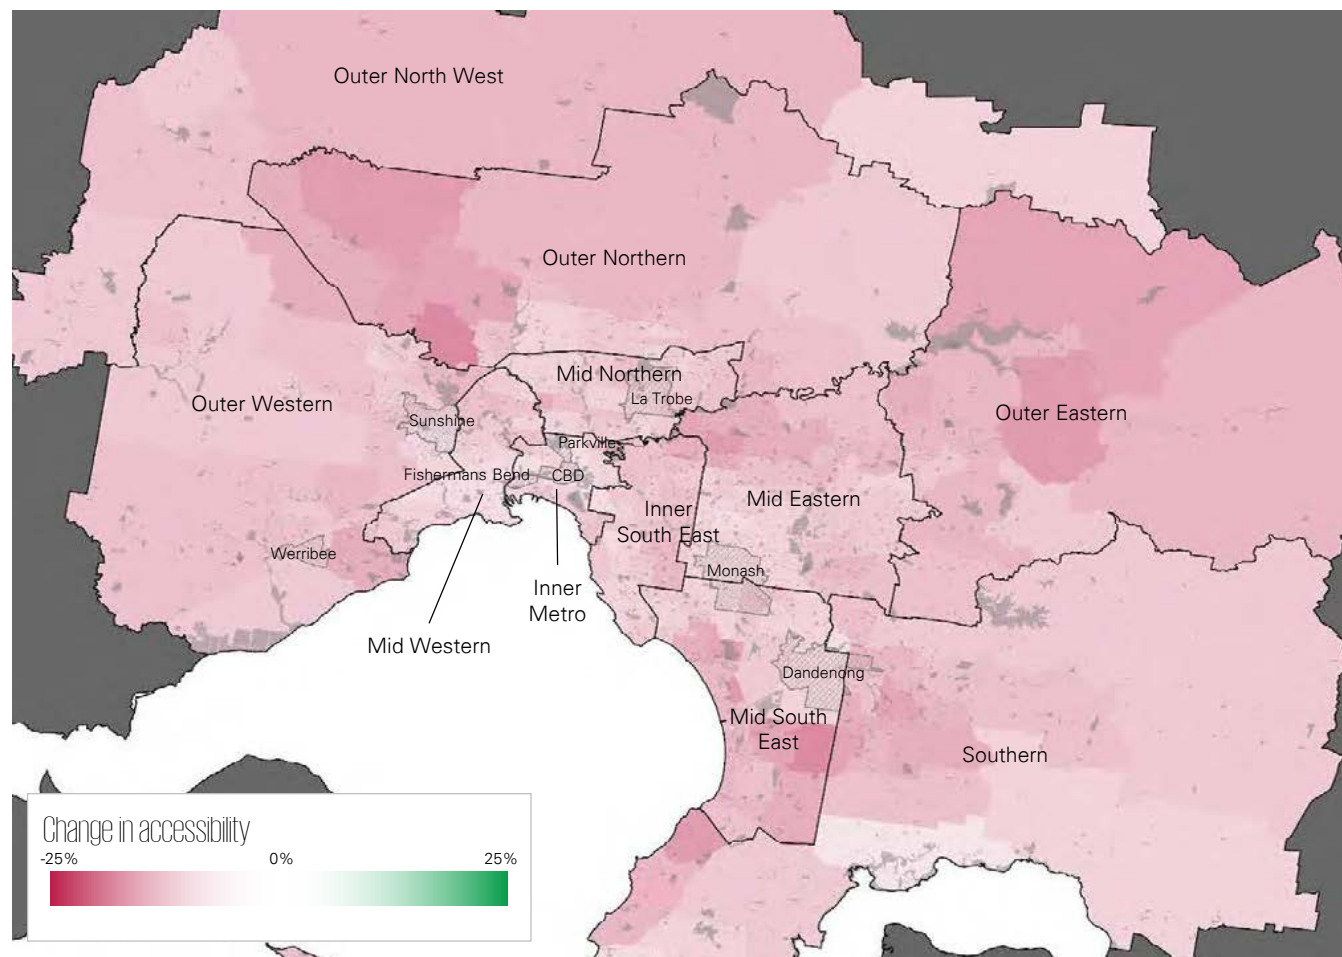 Outer North West
Outer Northern
Mid Northern
La Trobe
Outer Western
Sunshine
Outer Eastern
Parkville
Fishermans Bend
CBD
Mid Eastern
Inner
South East
Werribee
Monash
Inner
Metro
Mid Western
Dandenong
Mid South
East
Southern
Change in accessibility
-25%
0%
25%